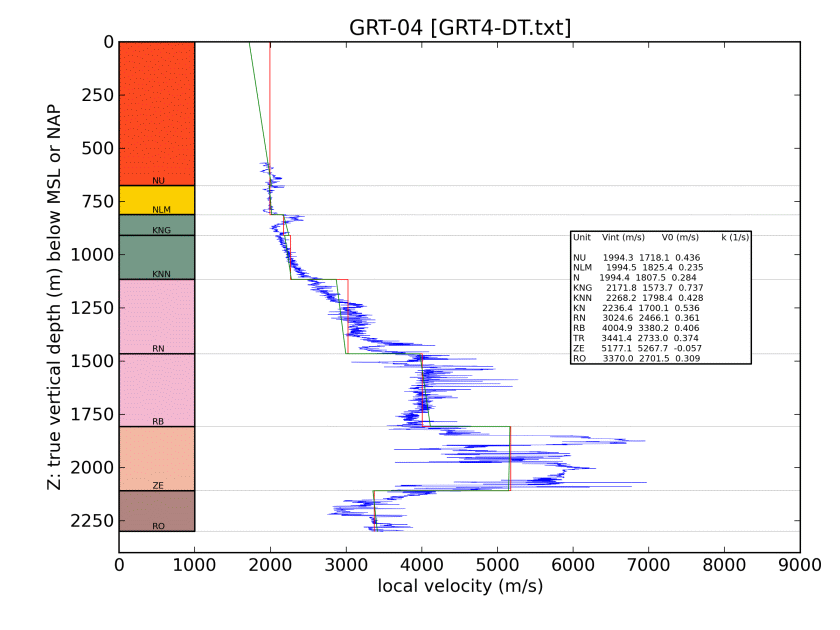 GRT-04 [GRT4-DT.txt]
Z: true vertical depth (m) below MSL or NAP
0
250
500
750
1000
1250
1500
1750
2000
2250
NU
NLM
KNG
KNN
RN
RB
ZE
RO
Unit Vint (m/s) V0 (m/s) k (1/s)
NU 1994.3 1718.1 0.436
NLM 1994.5 1825.4 0.235
N 1994.4 1807.5 0.284
KNG 2171.8 1573.7 0.737
KNN 2268.2 1798.4 0.428
KN 2236.4 1700.1 0.536
RN 3024.6 2466.1 0.361
RB 4004.9 3380.2 0.406
TR 3441.4 2733.0 0.374
ZE 5177.1 5267.7 -0.057
RO 3370.0 2701.5 0.309
0 1000 2000 3000 4000 5000 6000 7000 8000 9000
local velocity (m/s)